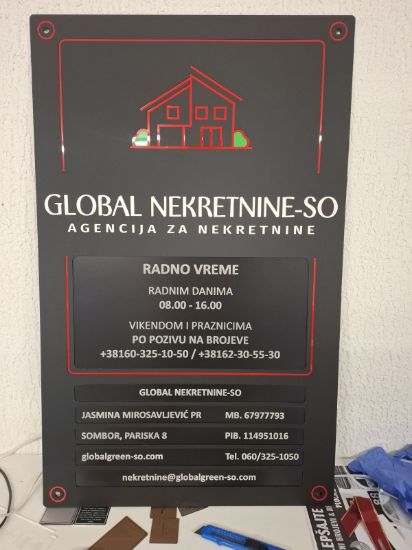 GLOBAL NEKRETNINE-SO
AGENCIJA ZA NEKRETNINE
RADNO VREME
RADNIM DANIMA
08.00 - 16.00
VIKENDOM I PRAZNICIMA
PO POZIVU NA BROJEVE
+38160-325-10-50 / +38162-30-55-30
GLOBAL NEKRETNINE-SO
JASMINA MIROSAVLJEVIĆ PR MB. 67977793
SOMBOR, PARISKA 8 PIB. 114951016
globalgreen-so.com Tel. 060/325-1050
nekretnine@globalgreen-so.com
LEPŠAJTE